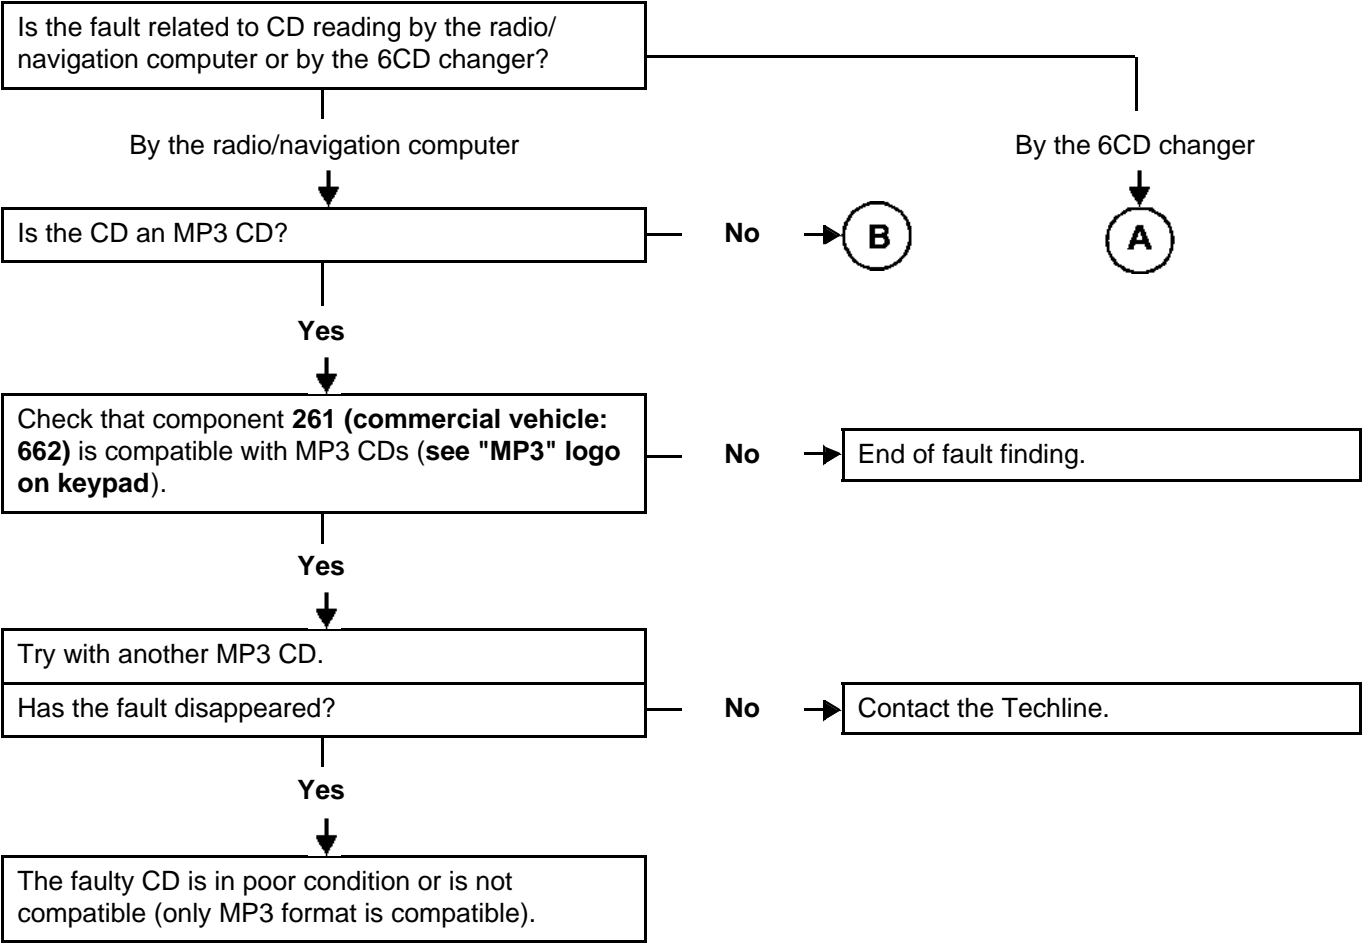 Is the fault related to CD reading by the radio/
navigation computer or by the 6CD changer?
By the radio/navigation computer
By the 6CD changer
Is the CD an MP3 CD?
No
B
A
Yes
Check that component 261 (commercial vehicle:
662) is compatible with MP3 CDs (see "MP3" logo
on keypad).
No
End of fault finding.
Yes
Try with another MP3 CD.
Has the fault disappeared?
No
Contact the Techline.
Yes
The faulty CD is in poor condition or is not
compatible (only MP3 format is compatible).